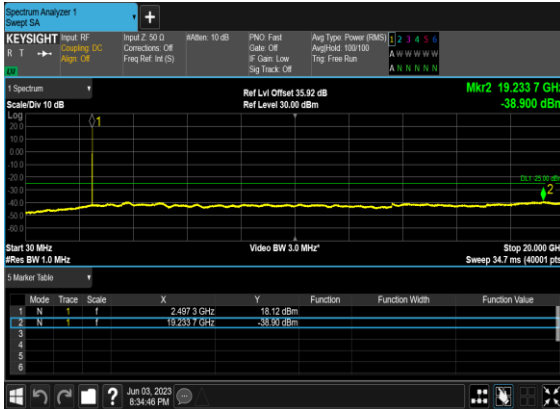 Spectrum Analyzer 1
Swept SA
+
KEYSIGHT Input: RF Input Z: 50 Ω #Atten: 10 dB PNO: Fast Avg Type: Power (RMS) 1 2 3 4 5 6
R T Coupling: DC Corrections: Off Gate: Off Avg|Hold: 100/100 A W W W W W
Align: Off Freq Ref: Int (S) IF Gain: Low Trig: Free Run
Sig Track: Off A N N N N N
1 Spectrum Ref Lvl Offset 35.92 dB Mkr2 19.233 7 GHz
Scale/Div 10 dB Ref Level 30.00 dBm -38.900 dBm
Log
20.0
10.0
0.00
-10.0
-20.0
-30.0
-40.0
-50.0
-60.0
1
DL1 -25.00 dBm
2
Start 30 MHz Video BW 3.0 MHz* Stop 20.000 GHz
#Res BW 1.0 MHz Sweep 34.7 ms (40001 pts)
5 Marker Table
Mode Trace Scale X Y Function Function Width Function Value
1 N 1 f 2.497 3 GHz 18.12 dBm
2 N 1 f 19.233 7 GHz -38.90 dBm
3
4
5
6
? Jun 03, 2023
8:34:46 PM